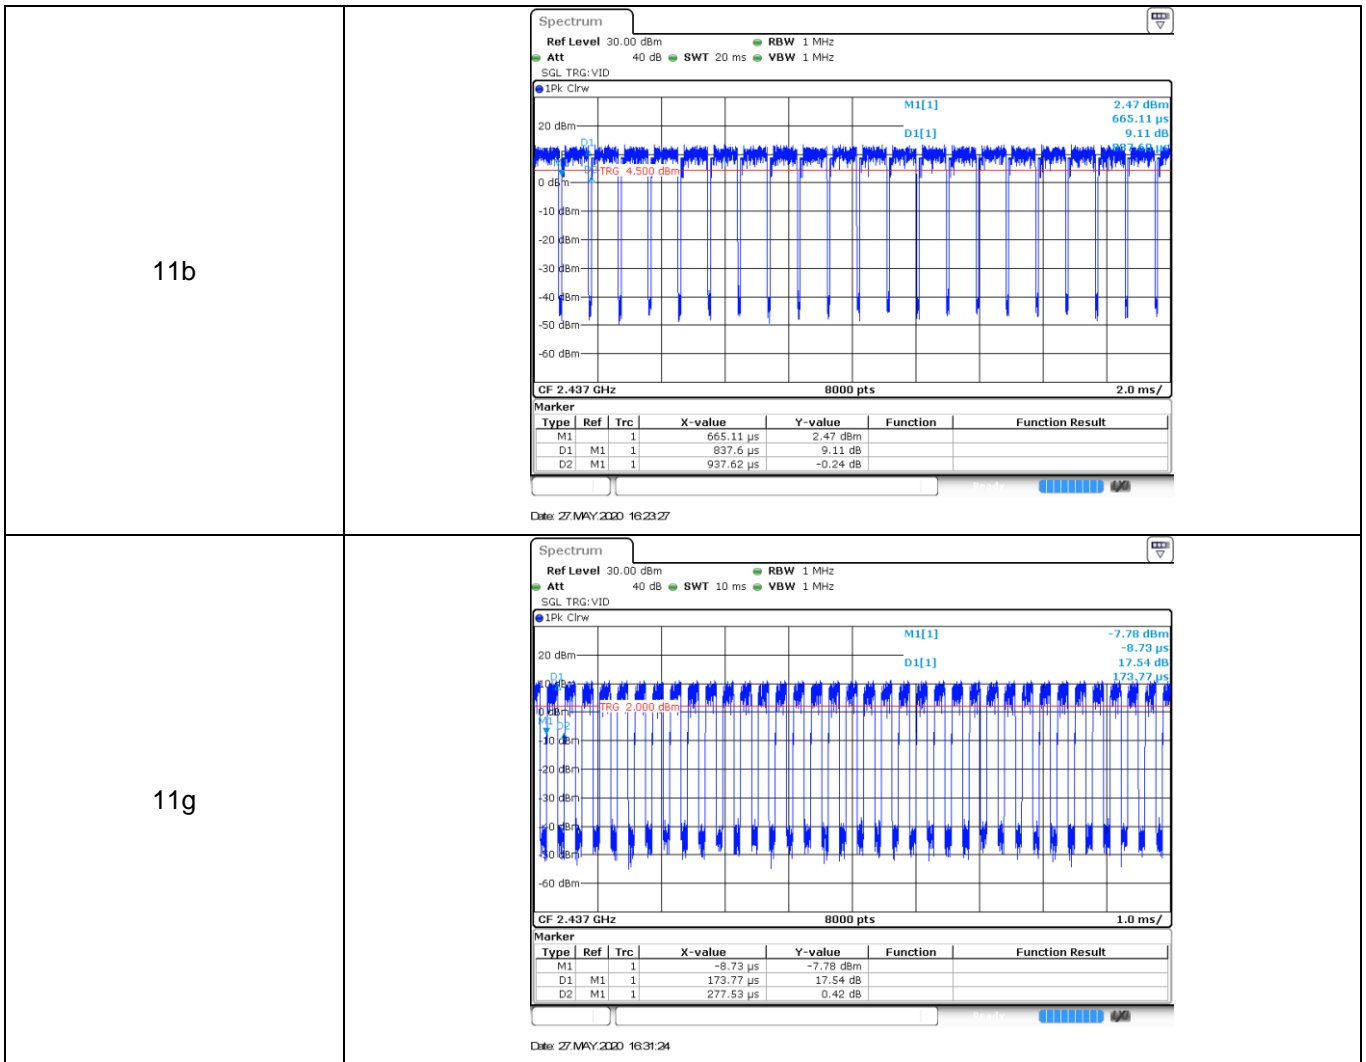 11b
Spectrum
Ref Level 30.00 dBm RBW 1 MHz
Att 40 dB SWT 20 ms VBW 1 MHz
SGL TRG:VID
1Pk Clrw
M1[1] 2.47 dBm
665.11 µs
20 dBm
D1[1] 9.11 dB
D1
TRG 4.500 dBm
0 dBm
-10 dBm
-20 dBm
-30 dBm
-40 dBm
-50 dBm
-60 dBm
CF 2.437 GHz 8000 pts 2.0 ms/
Marker
Type Ref Trc X-value Y-value Function Function Result
M1 1 665.11 µs 2.47 dBm
D1 M1 1 837.6 µs 9.11 dB
D2 M1 1 937.62 µs -0.24 dB
Date: 27.MAY.2020 16:23:27
11g
Spectrum
Ref Level 30.00 dBm RBW 1 MHz
Att 40 dB SWT 10 ms VBW 1 MHz
SGL TRG:VID
1Pk Clrw
M1[1] -7.78 dBm
-8.73 µs
20 dBm
D1[1] 17.54 dB
173.77 µs
D1
10 dBm
TRG 2.000 dBm
0 dBm
M1 D2
-10 dBm
-20 dBm
-30 dBm
-40 dBm
-50 dBm
-60 dBm
CF 2.437 GHz 8000 pts 1.0 ms/
Marker
Type Ref Trc X-value Y-value Function Function Result
M1 1 -8.73 µs -7.78 dBm
D1 M1 1 173.77 µs 17.54 dB
D2 M1 1 277.53 µs 0.42 dB
Date: 27.MAY.2020 16:31:24